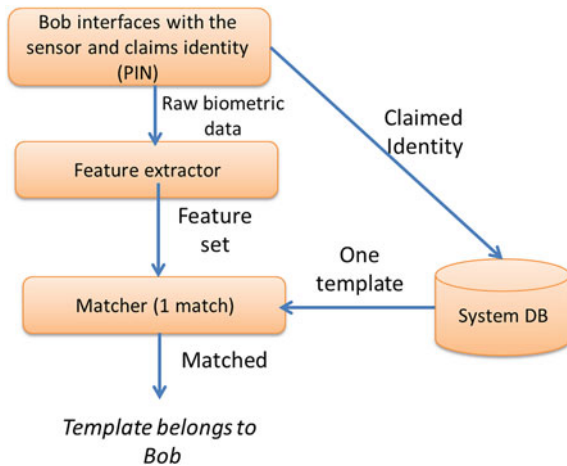 Bob interfaces with the
sensor and claims identity
(PIN)
Raw biometric
data
Claimed
Identity
Feature extractor
Feature
set
One
template
Matcher (1 match)
System DB
Matched
Template belongs to
Bob